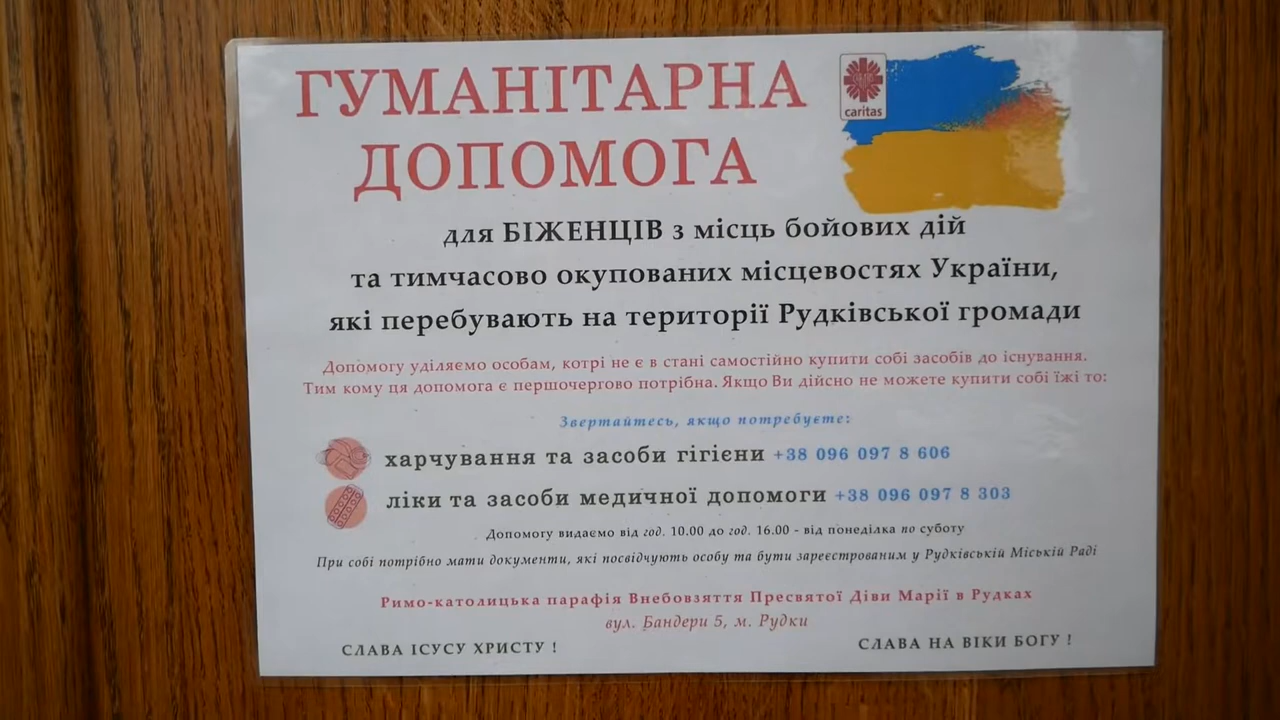 ГУМАНІТАРНА
ДОПОМОГА
caritas
для БІЖЕНЦІВ з місць бойових дій
та тимчасово окупованих місцевостях України,
які перебувають на території Рудківської громади
Допомогу уділяємо особам, котрі не є в стані самостійно купити собі засобів до існування.
Тим кому ця допомога є першочергово потрібна. Якщо Ви дійсно не можете купити собі їжі то:
Звертайтесь, якщо потребуєте:
харчування та засоби гігієни +38 096 097 8 606
ліки та засоби медичної допомоги +38 096 097 8 303
Допомогу видаємо від год. 10.00 до год. 16.00 - від понеділка по суботу
При собі потрібно мати документи, які посвідчують особу та бути зареєстрованим у Рудківській Міській Раді
Римо-католицька парафія Внебовзяття Пресвятої Діви Марії в Рудках
вул. Бандери 5, м. Рудки
СЛАВА ІСУСУ ХРИСТУ ! СЛАВА НА ВІКИ БОГУ !